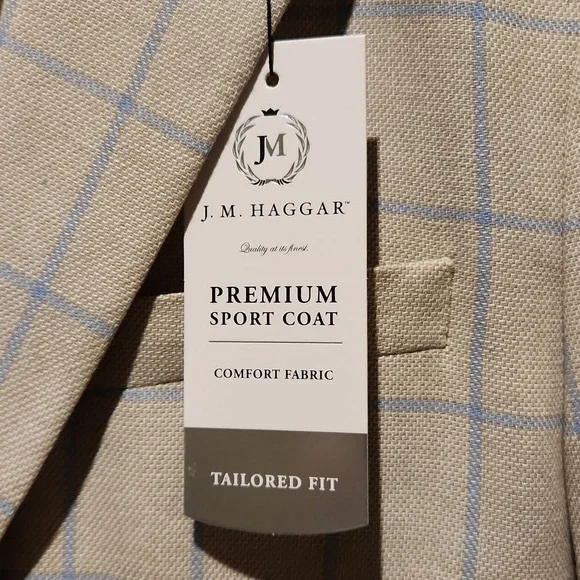 JM
J. M. HAGGAR™
Quality at its finest.
PREMIUM
SPORT COAT
COMFORT FABRIC
TAILORED FIT